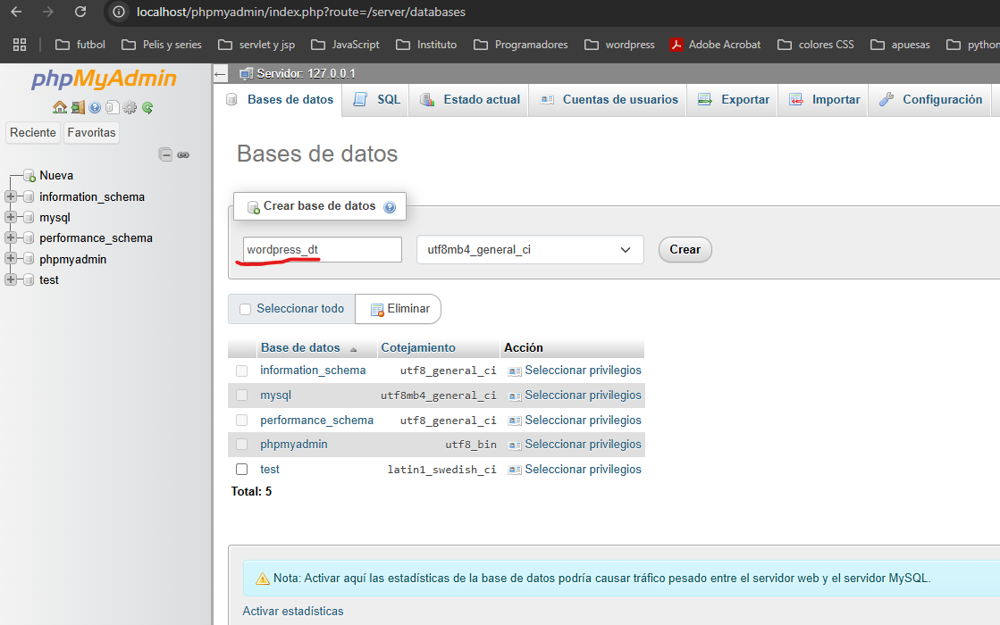 localhost/phpmyadmin/index.php?route=/server/databases
futbol Pelis y series servlet y jsp JavaScript Instituto Programadores wordpress Adobe Acrobat colores CSS apuesas python
phpMyAdmin
Reciente Favoritas
Nueva
information_schema
mysql
performance_schema
phpmyadmin
test
Servidor: 127.0.0.1
Bases de datos SQL Estado actual Cuentas de usuarios Exportar Importar Configuración
Bases de datos
Crear base de datos
wordpress_dt utf8mb4_general_ci Crear
Seleccionar todo Eliminar
Base de datos Cotejamiento Acción
information_schema utf8_general_ci Seleccionar privilegios
mysql utf8mb4_general_ci Seleccionar privilegios
performance_schema utf8_general_ci Seleccionar privilegios
phpmyadmin utf8_bin Seleccionar privilegios
test latin1_swedish_ci Seleccionar privilegios
Total: 5
Nota: Activar aquí las estadísticas de la base de datos podría causar tráfico pesado entre el servidor web y el servidor MySQL.
Activar estadísticas